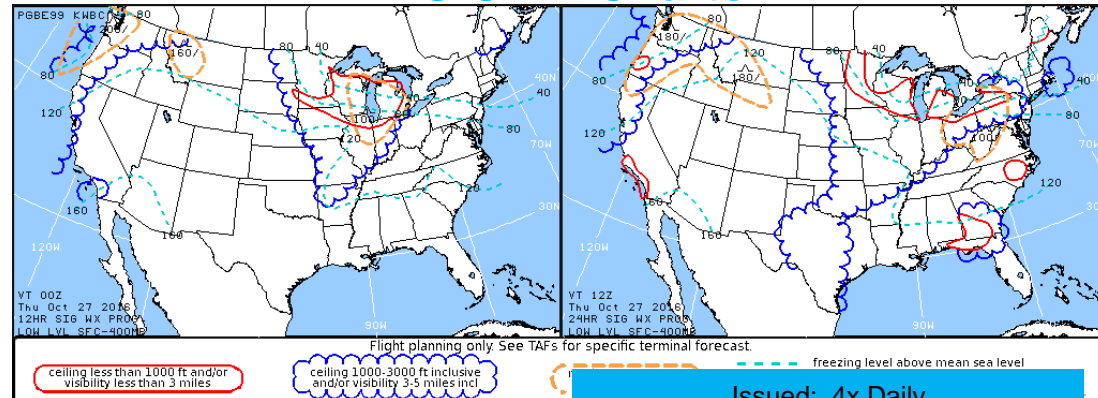 PGBE99 KWBC
80
200/
160/
80
40
80
120
160
160
100/
120
120
40N
40
80
70W
30N
120W
90W
VT 00Z
Thu Oct 27 2016
12HR SIG WX PROG
LOW LVL SFC-400MB
80
180/
120
180/
80
40
80
120
160
160
100/
120
40N
40
80
70W
30N
120W
90W
VT 12Z
Thu Oct 27 2016
24HR SIG WX PROG
LOW LVL SFC-400MB
Flight planning only. See TAFs for specific terminal forecast.
ceiling less than 1000 ft and/or
visibility less than 3 miles
ceiling 1000-3000 ft inclusive
and/or visibility 3-5 miles incl
freezing level above mean sea level
Issued: 4x Daily